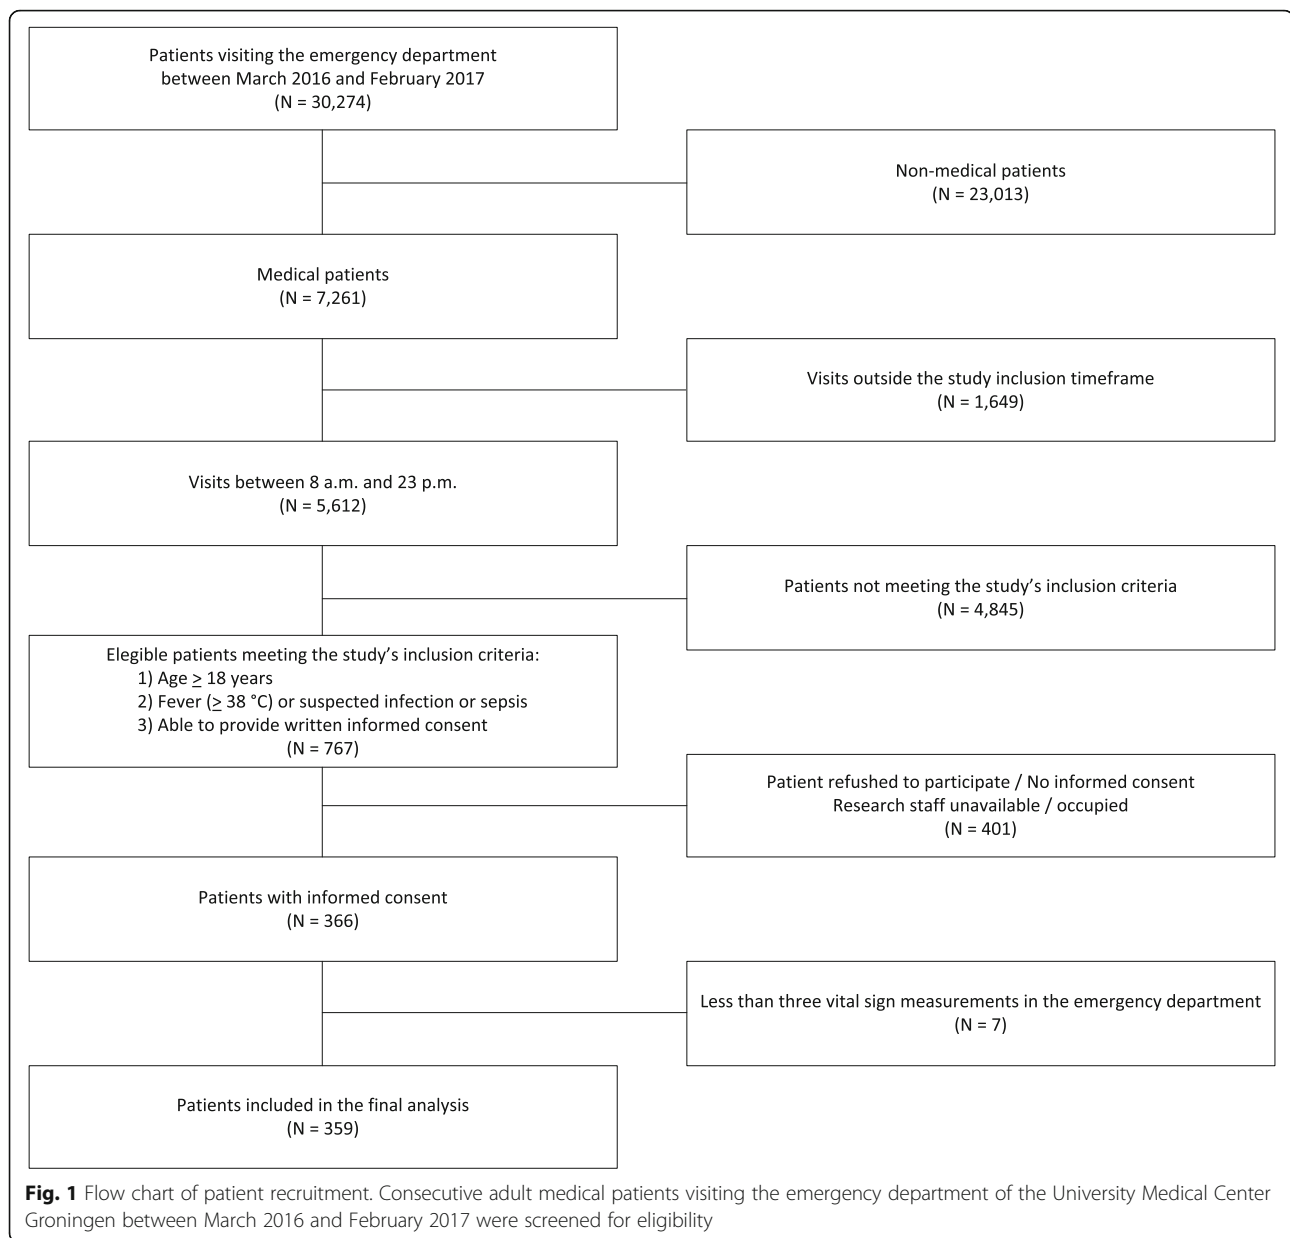 Patients visiting the emergency department
between March 2016 and February 2017
(N = 30,274)
Non-medical patients
(N = 23,013)
Medical patients
(N = 7,261)
Visits outside the study inclusion timeframe
(N = 1,649)
Visits between 8 a.m. and 23 p.m.
(N = 5,612)
Patients not meeting the study’s inclusion criteria
(N = 4,845)
Elegible patients meeting the study’s inclusion criteria:
1) Age ≥ 18 years
2) Fever (≥ 38 °C) or suspected infection or sepsis
3) Able to provide written informed consent
(N = 767)
Patient refushed to participate / No informed consent
Research staff unavailable / occupied
(N = 401)
Patients with informed consent
(N = 366)
Less than three vital sign measurements in the emergency department
(N = 7)
Patients included in the final analysis
(N = 359)
Fig. 1 Flow chart of patient recruitment. Consecutive adult medical patients visiting the emergency department of the University Medical Center
Groningen between March 2016 and February 2017 were screened for eligibility